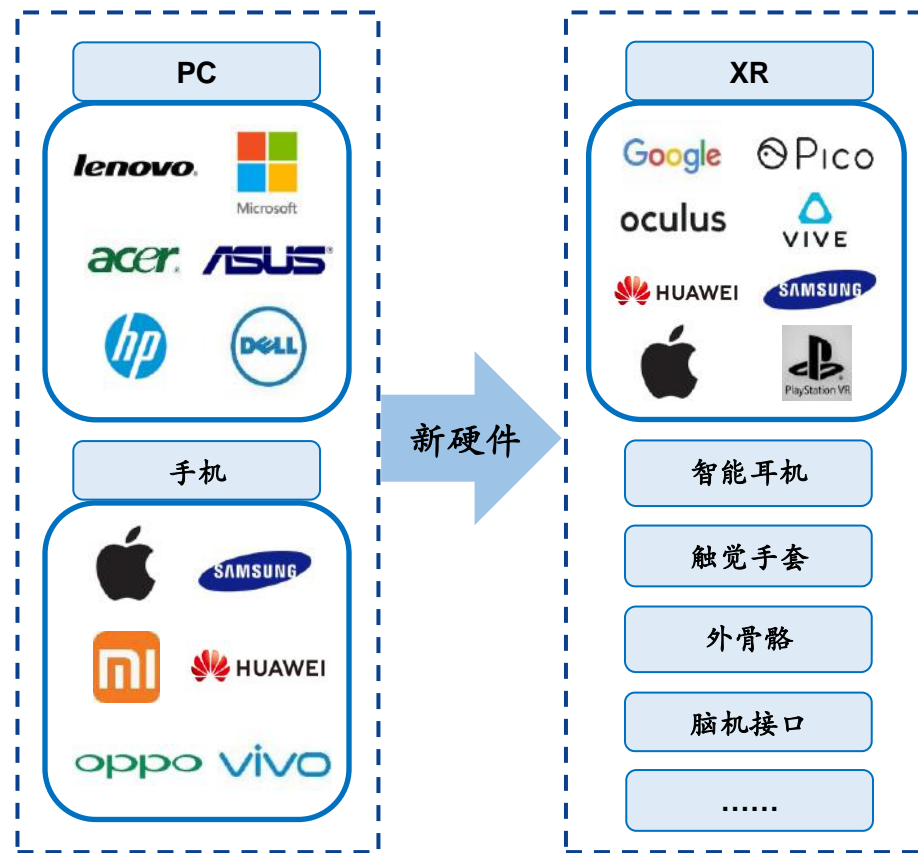 PC
lenovo.
Microsoft
acer
ASUS
hp
DELL
手机
SAMSUNG
mi
HUAWEI
oppo
vivo
新硬件
XR
Google
Pico
oculus
VIVE
HUAWEI
SAMSUNG
PlayStation VR
智能耳机
触觉手套
外骨骼
脑机接口
......